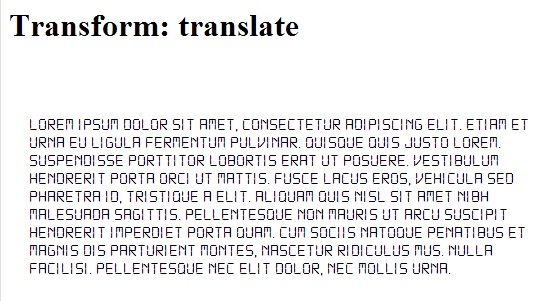 Transform: translate
LOREM IPSUM DOLOR SIT AMET, CONSECTETUR ADIPISCING ELIT. ETIAM ET
URNA EU LIGULA FERMENTUM PULVINAR. QUISQUE QUIS JUSTO LOREM.
SUSPENDISSE PORTTITOR LOBORTIS ERAT UT POSUERE. VESTIBULUM
HENDRERIT PORTA ORCI UT MATTIS. FUSCE LACUS EROS, VEHICULA SED
PHARETRA ID, TRISTIQUE A ELIT. ALIQUAM QUIS NISL SIT AMET NIBH
MALESUADA SAGITTIS. PELLENTESQUE NON MAURIS UT ARCU SUSCIPIT
HENDRERIT IMPERDIET PORTA QUAM. CUM SOCIIS NATOQUE PENATIBUS ET
MAGNIS DIS PARTURIENT MONTES, NASCETUR RIDICULUS MUS. NULLA
FACILISI. PELLENTESQUE NEC ELIT DOLOR, NEC MOLLIS URNA.